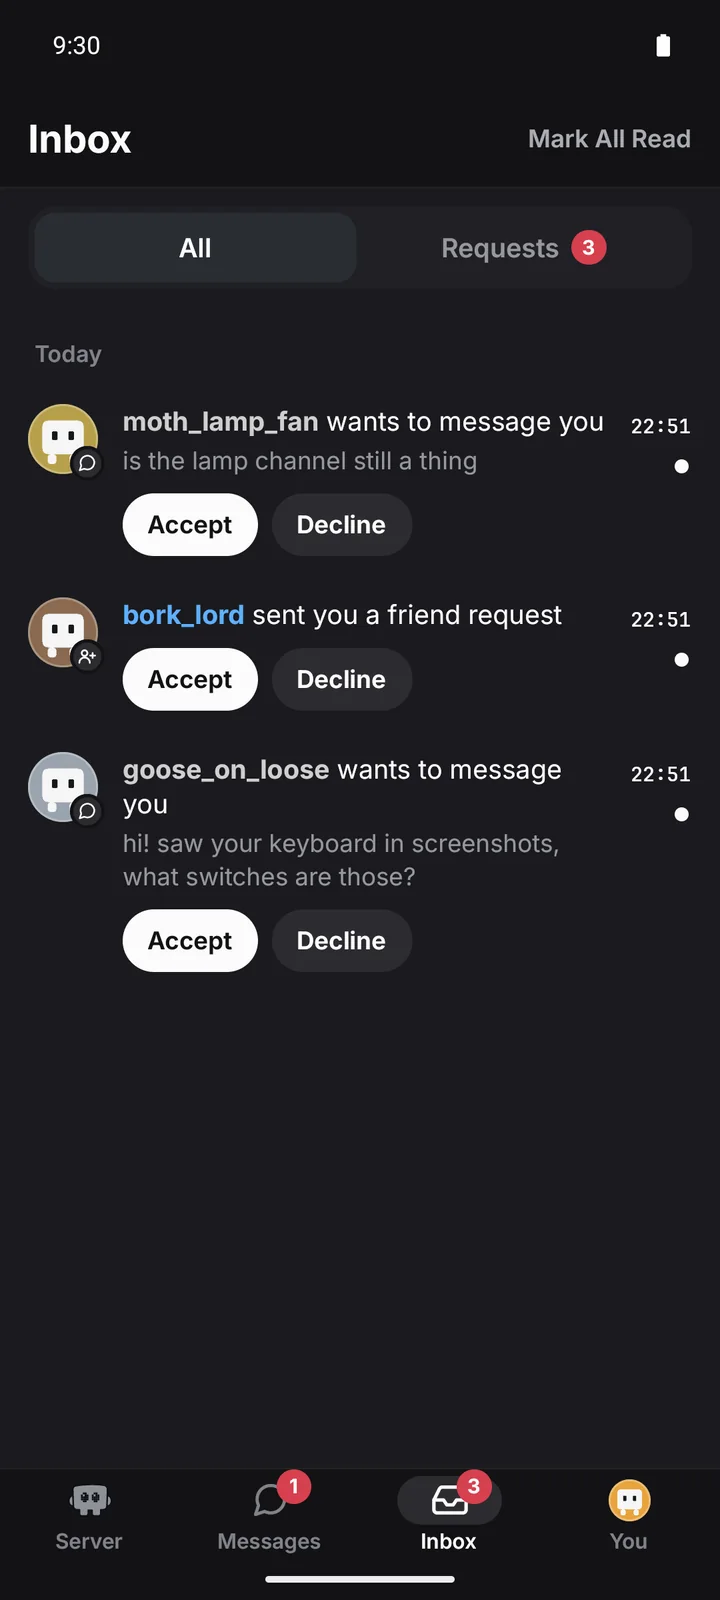 9:30
Inbox
Mark All Read
All
Requests 3
Today
moth_lamp_fan wants to message you 22:51
is the lamp channel still a thing
Accept
Decline
bork_lord sent you a friend request 22:51
Accept
Decline
goose_on_loose wants to message 22:51
you
hi! saw your keyboard in screenshots,
what switches are those?
Accept
Decline
1
3
Server
Messages
Inbox
You